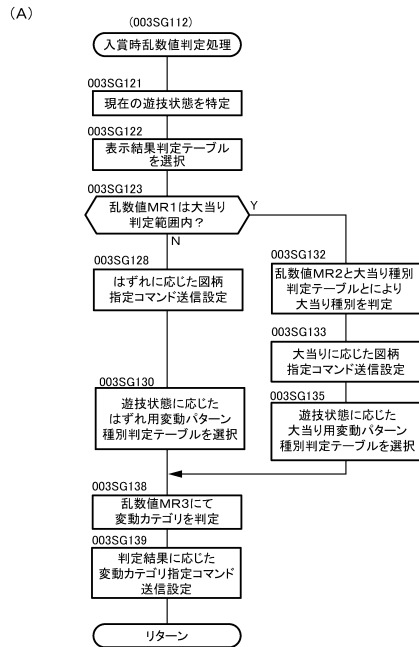 (A)
(003SG112)
入賞時乱数値判定処理
003SG121
現在の遊技状態を特定
003SG122
表示結果判定テーブル
を選択
003SG123
乱数値MR1は大当り
判定範囲内?
Y
N
003SG128
はずれに応じた図柄
指定コマンド送信設定
003SG132
乱数値MR2と大当り種別
判定テーブルとにより
大当り種別を判定
003SG133
大当りに応じた図柄
指定コマンド送信設定
003SG130
遊技状態に応じた
はずれ用変動パターン
種別判定テーブルを選択
003SG135
遊技状態に応じた
大当り用変動パターン
種別判定テーブルを選択
003SG138
乱数値MR3にて
変動カテゴリを判定
003SG139
判定結果に応じた
変動カテゴリ指定コマンド
送信設定
リターン